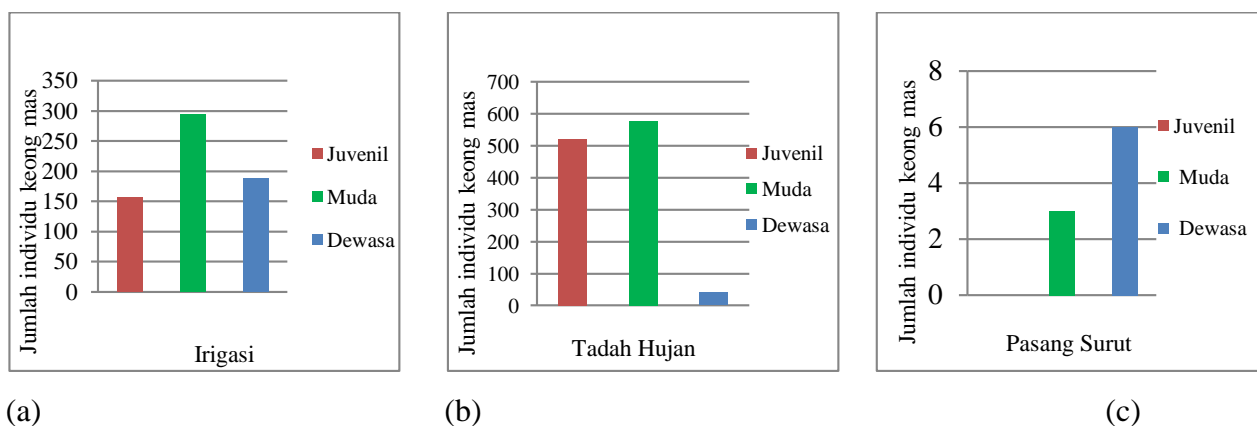 Jumlah individu keong mas
350
300
250
200
150
100
50
0
Juvenil
Muda
Dewasa
Irigasi
Jumlah individu keong mas
700
600
500
400
300
200
100
0
Juvenil
Muda
Dewasa
Tadah Hujan
Jumlah individu keong mas
8
6
4
2
0
Juvenil
Muda
Dewasa
Pasang Surut
(a) (b) (c)